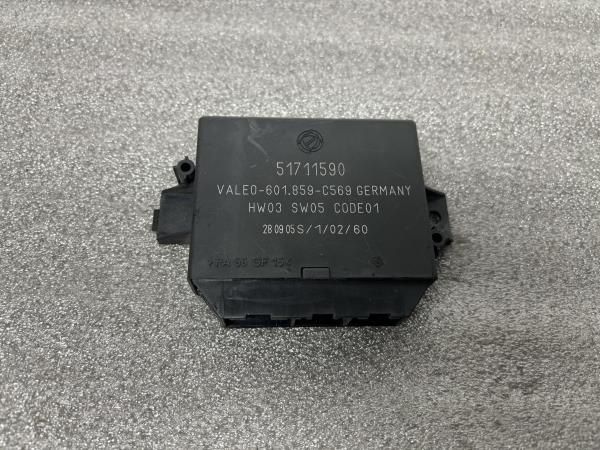 51711590
VALEO-601.859-C569 GERMANY
HW03 SW05 CODE01
280905S/1/02/60